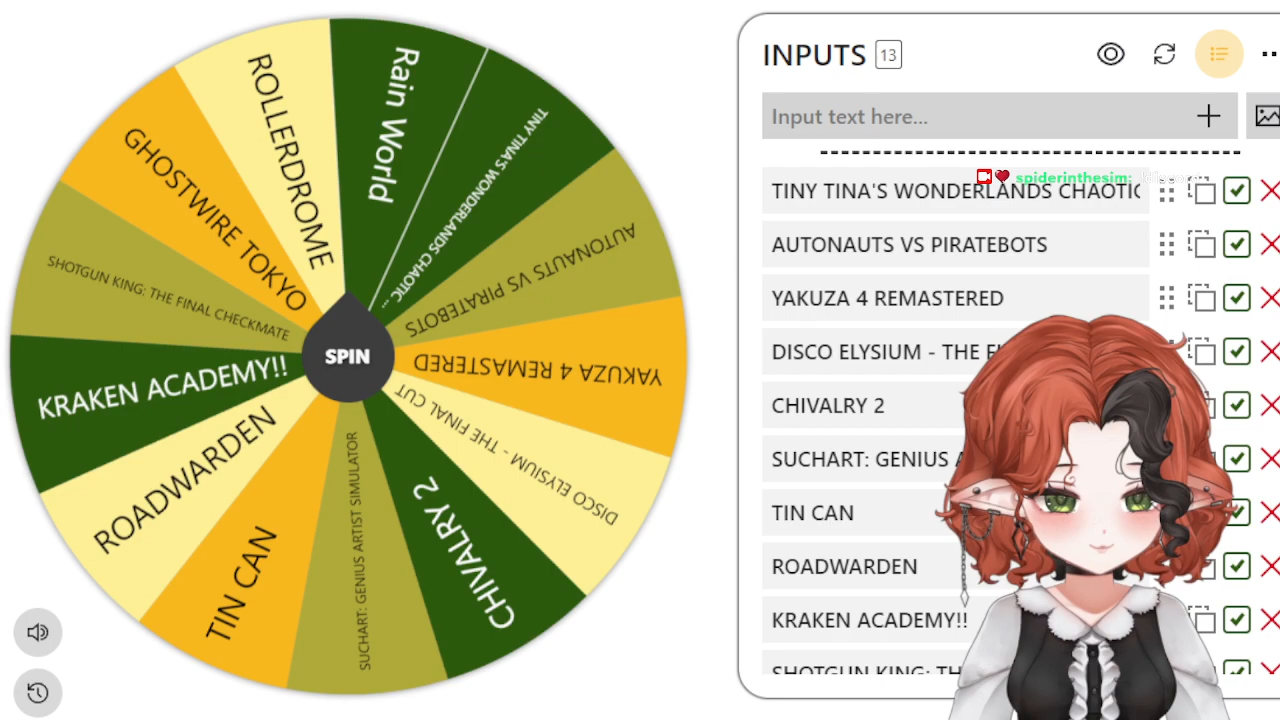 Rain World
TINY TINA'S WONDERLANDS CHAOTIC ...
AUTONAUTS VS PIRATEBOTS
YAKUZA 4 REMASTERED
DISCO ELYSIUM - THE FINAL CUT
CHIVALRY 2
SUCHART: GENIUS ARTIST SIMULATOR
TIN CAN
ROADWARDEN
KRAKEN ACADEMY!!
SHOTGUN KING: THE FINAL CHECKMATE
GHOSTWIRE TOKYO
ROLLERDROME
SPIN
INPUTS 13
Input text here...
spiderinthesim:
TINY TINA'S WONDERLANDS CHAOTIC
AUTONAUTS VS PIRATEBOTS
YAKUZA 4 REMASTERED
DISCO ELYSIUM - THE
CHIVALRY 2
SUCHART: GENIUS
TIN CAN
ROADWARDEN
KRAKEN ACADEMY!!
SHOTGUN KING: